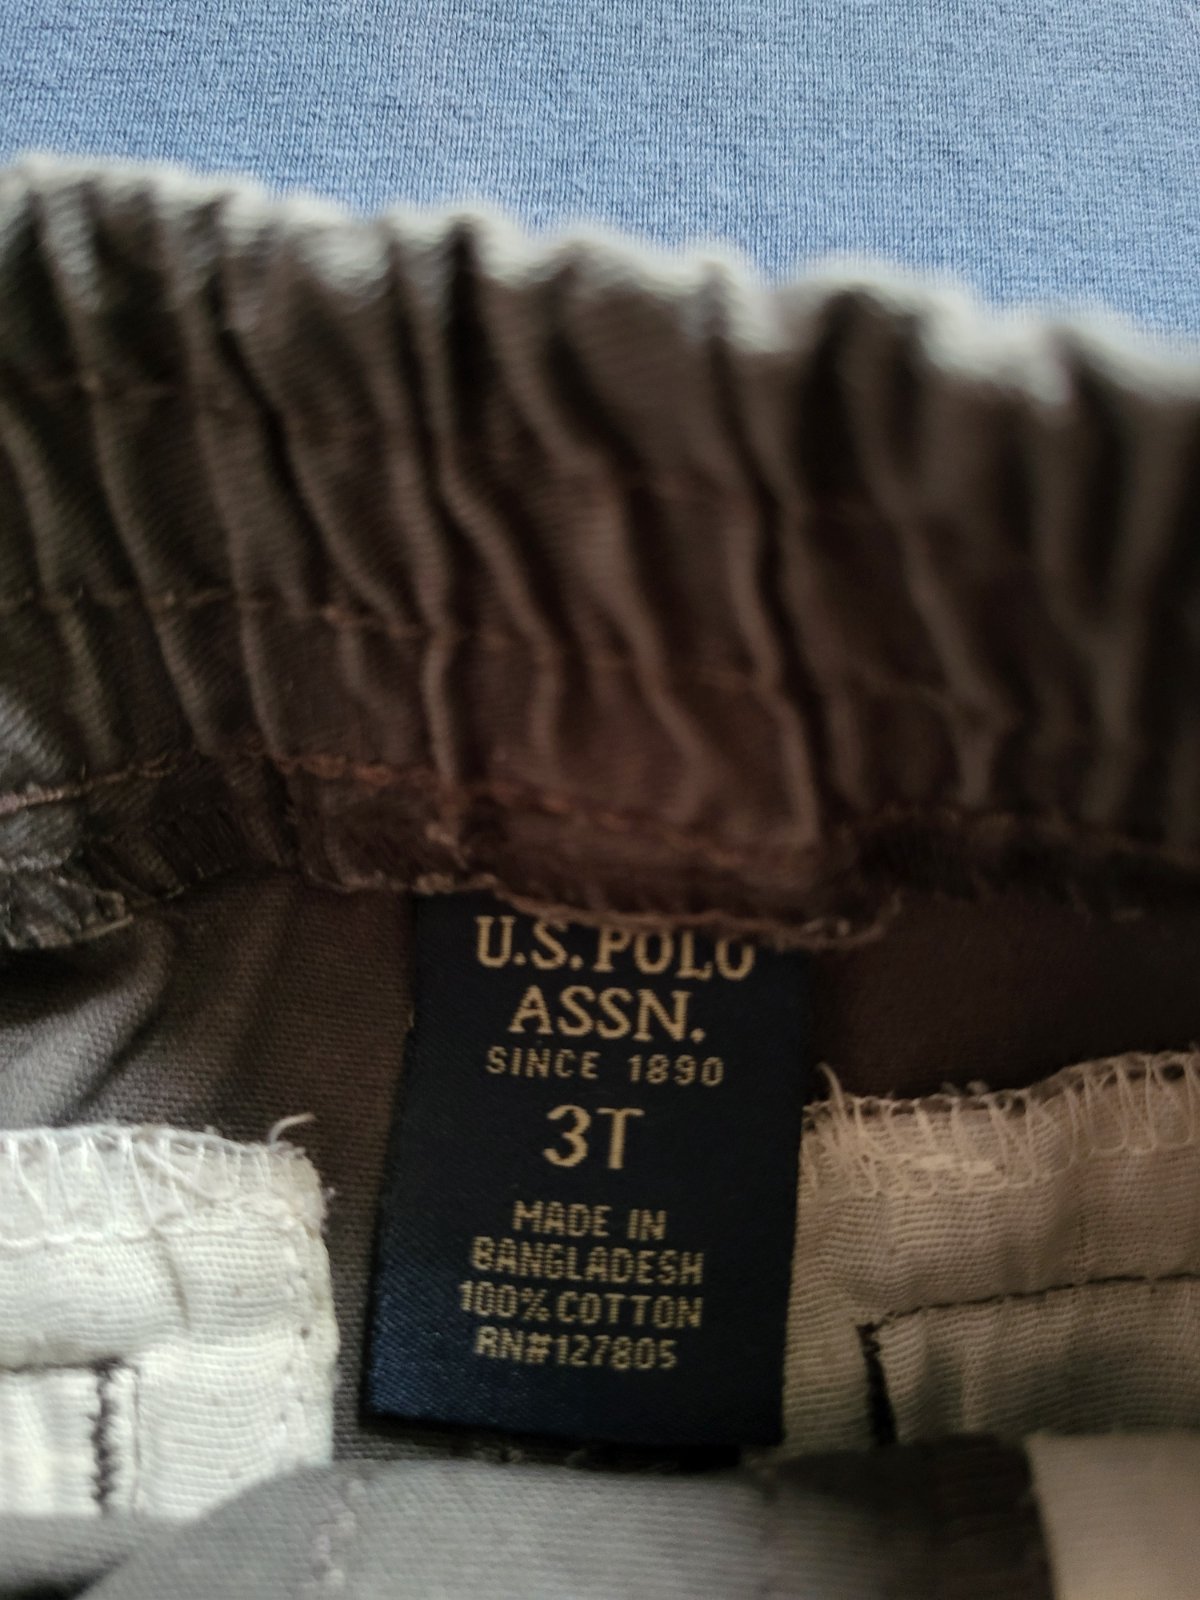 U.S. POLO
ASSN.
SINCE 1890
3T
MADE IN
BANGLADESH
100% COTTON
RN#127805